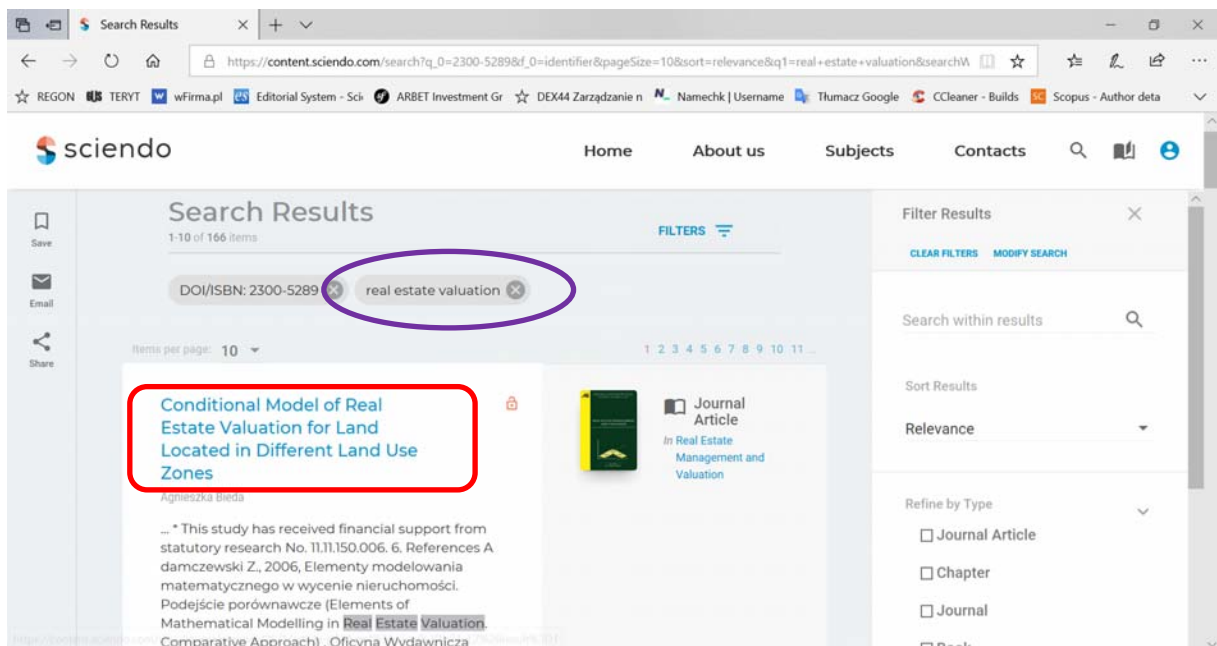 Search Results
https://content.sciendo.com/search?q_0=2300-5289&f_0=identifier&pageSize=10&sort=relevance&q1=real+estate+valuation&searchW
REGON TERYT wFirma.pl Editorial System - Sci ARBET Investment Gr DEX44 Zarządzanie n Namechk | Username Tłumacz Google CCleaner - Builds Scopus - Author deta
sciendo Home About us Subjects Contacts
Save
Email
Share
Search Results
1-10 of 166 items
FILTERS
DOI/ISBN: 2300-5289 real estate valuation
Items per page: 10
1 2 3 4 5 6 7 8 9 10 11 ...
Conditional Model of Real
Estate Valuation for Land
Located in Different Land Use
Zones
Agnieszka Bieda
... * This study has received financial support from
statutory research No. 11.11.150.006. 6. References A
damczewski Z., 2006, Elementy modelowania
matematycznego w wycenie nieruchomości.
Podejście porównawcze (Elements of
Mathematical Modelling in Real Estate Valuation.
Comparative Approach) , Oficyna Wydawnicza
Journal
Article
In Real Estate
Management and
Valuation
Filter Results
CLEAR FILTERS MODIFY SEARCH
Search within results
Sort Results
Relevance
Refine by Type
Journal Article
Chapter
Journal
Book